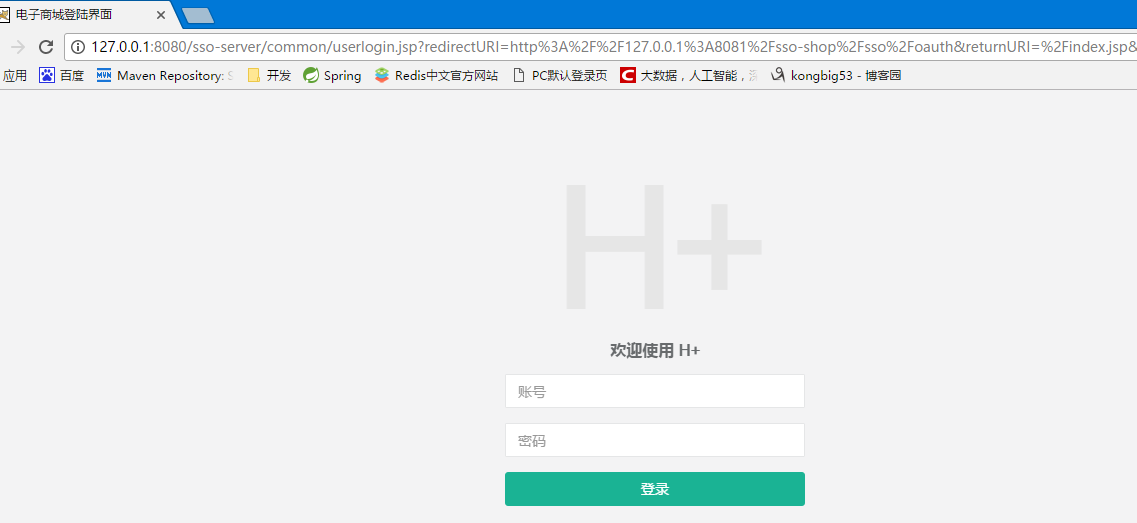 电子商城登陆界面
127.0.0.1:8080/sso-server/common/userlogin.jsp?redirectURI=http%3A%2F%2F127.0.0.1%3A8081%2Fsso-shop%2Fsso%2Foauth&returnURI=%2Findex.jsp&
应用 百度 Maven Repository: 开发 Spring Redis中文官方网站 PC默认登录页 大数据，人工智能， kongbig53 - 博客园
H+
欢迎使用 H+
账号
密码
登录